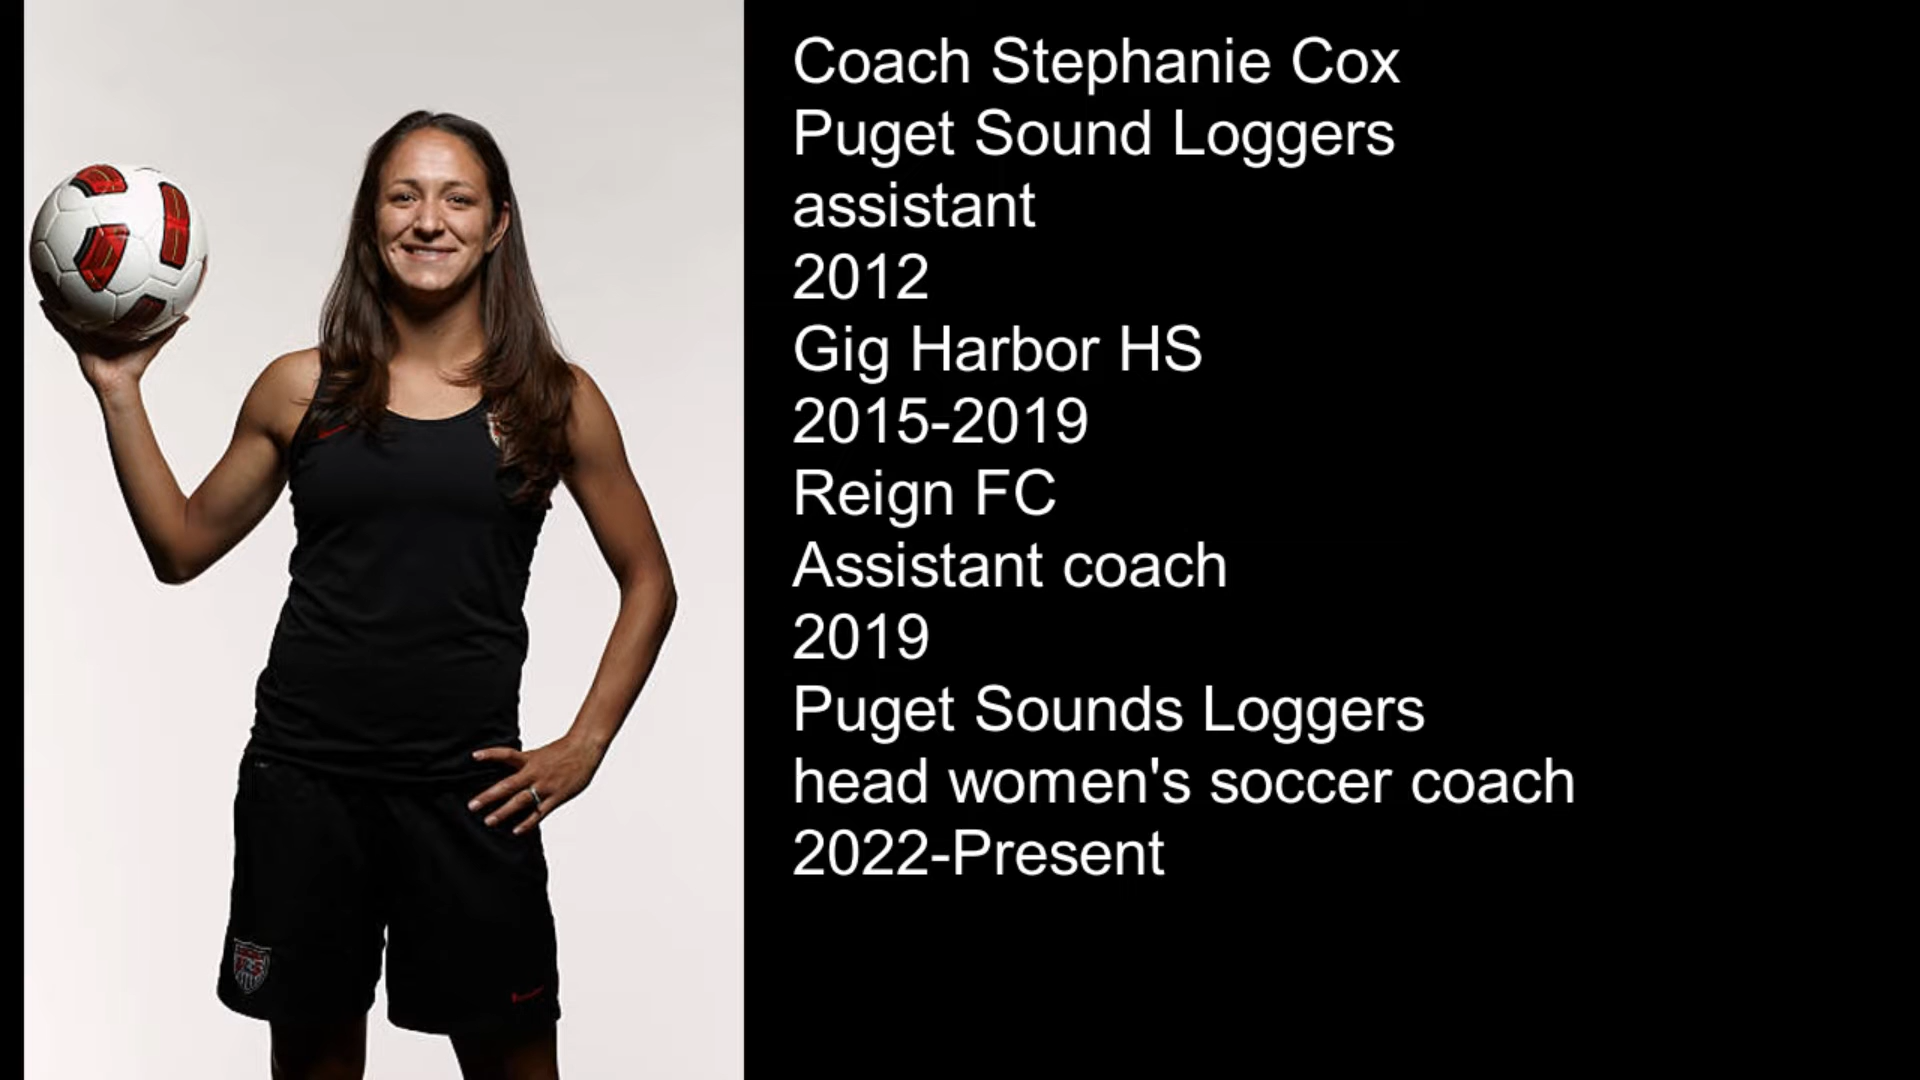 Coach Stephanie Cox
Puget Sound Loggers
assistant
2012
Gig Harbor HS
2015-2019
Reign FC
Assistant coach
2019
Puget Sounds Loggers
head women's soccer coach
2022-Present